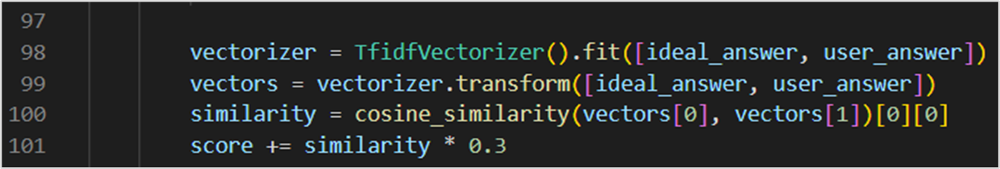 97
98 vectorizer = TfidfVectorizer().fit([ideal_answer, user_answer])
99 vectors = vectorizer.transform([ideal_answer, user_answer])
100 similarity = cosine_similarity(vectors[0], vectors[1])[0][0]
101 score += similarity * 0.3